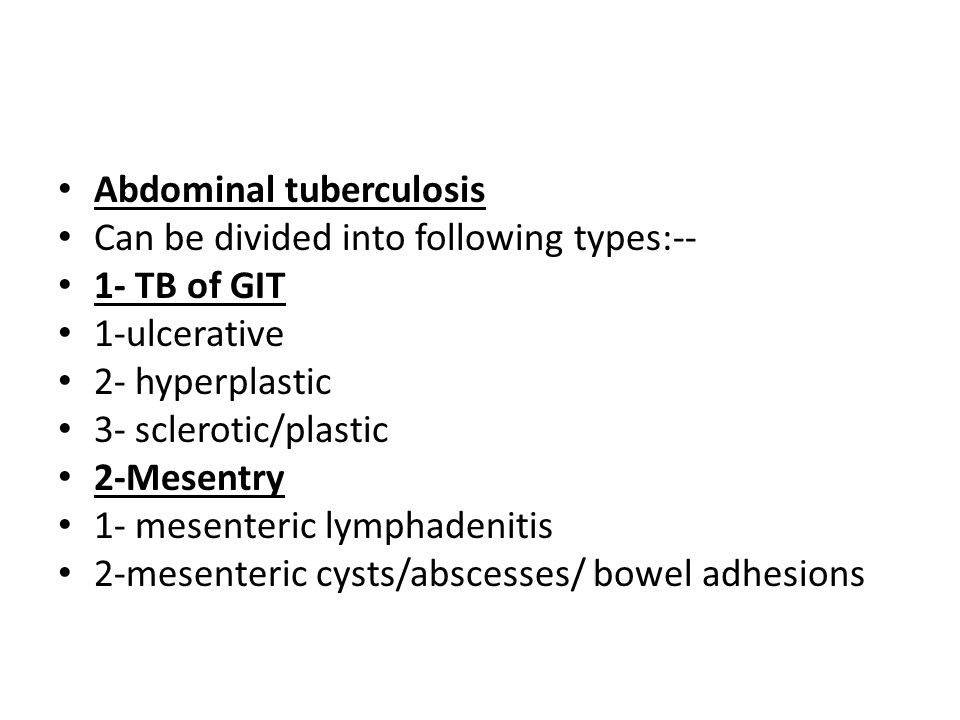 • Abdominal tuberculosis
• Can be divided into following types:--
• 1- TB of GIT
• 1-ulcerative
• 2- hyperplastic
• 3- sclerotic/plastic
• 2-Mesentry
• 1- mesenteric lymphadenitis
• 2-mesenteric cysts/abscesses/ bowel adhesions